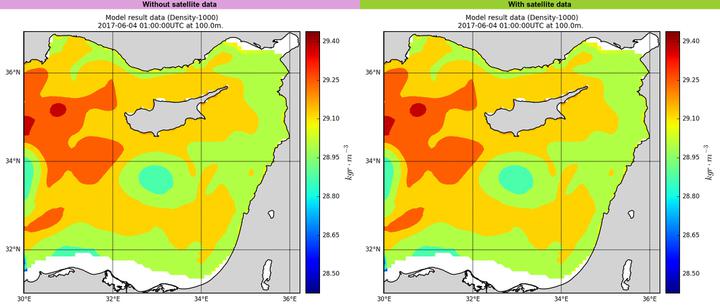 Without satellite data
With satellite data
Model result data (Density-1000)
2017-06-04 01:00:00UTC at 100.0m.
36°N
34°N
32°N
30°E
32°E
34°E
36°E
29.40
29.25
29.10
28.95
28.80
28.65
28.50
kgr · m⁻³
Model result data (Density-1000)
2017-06-04 01:00:00UTC at 100.0m.
36°N
34°N
32°N
30°E
32°E
34°E
36°E
29.40
29.25
29.10
28.95
28.80
28.65
28.50
kgr · m⁻³